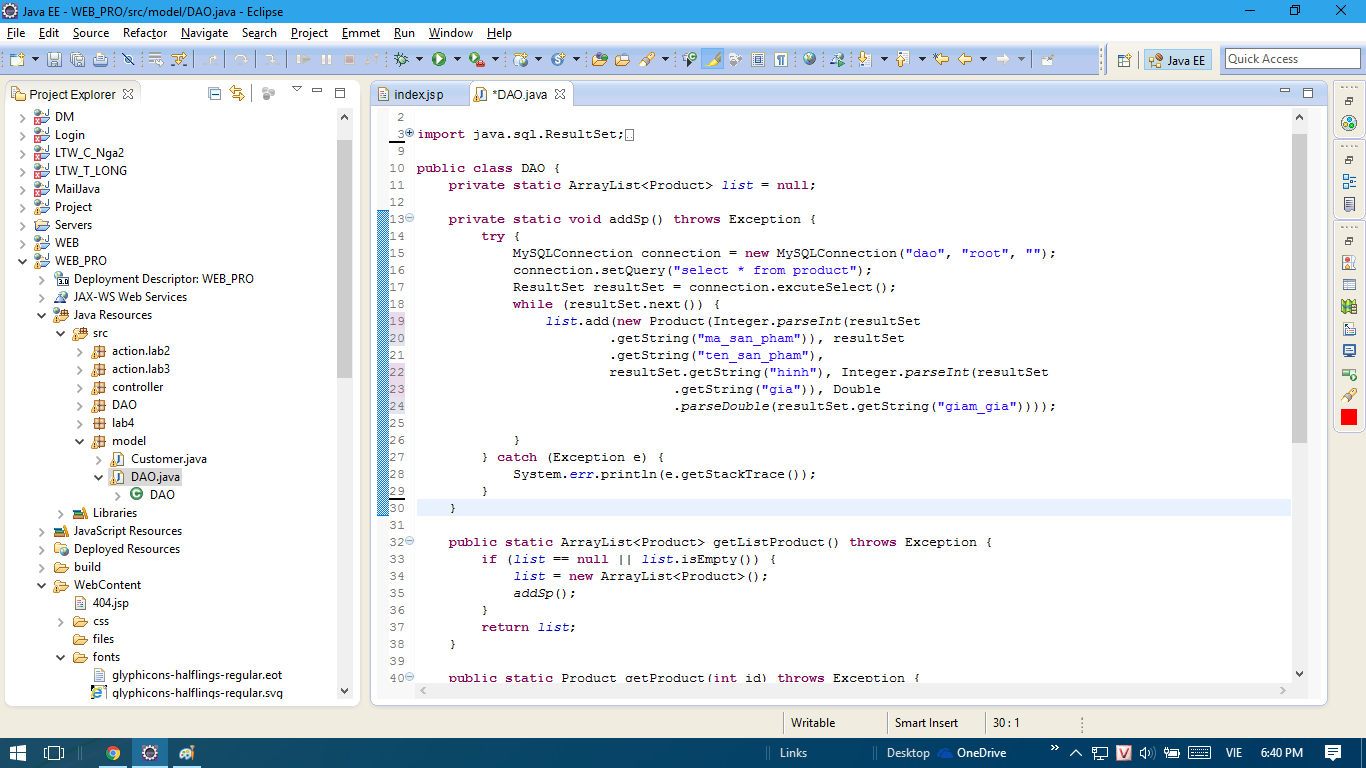 Java EE - WEB_PRO/src/model/DAO.java - Eclipse
File Edit Source Refactor Navigate Search Project Emmet Run Window Help
Java EE
Quick Access
Project Explorer
DM
Login
LTW_C_Nga2
LTW_T_LONG
MailJava
Project
Servers
WEB
WEB_PRO
Deployment Descriptor: WEB_PRO
JAX-WS Web Services
Java Resources
src
action.lab2
action.lab3
controller
DAO
lab4
model
Customer.java
DAO.java
DAO
Libraries
JavaScript Resources
Deployed Resources
build
WebContent
404.jsp
css
files
fonts
glyphicons-halflings-regular.eot
glyphicons-halflings-regular.svg
index.jsp *DAO.java
2
3 import java.sql.ResultSet;
9
10 public class DAO {
11 private static ArrayList<Product> list = null;
12
13 private static void addSp() throws Exception {
14 try {
15 MySQLConnection connection = new MySQLConnection("dao", "root", "");
16 connection.setQuery("select * from product");
17 ResultSet resultSet = connection.excuteSelect();
18 while (resultSet.next()) {
19 list.add(new Product(Integer.parseInt(resultSet
20 .getString("ma_san_pham")), resultSet
21 .getString("ten_san_pham"),
22 resultSet.getString("hinh"), Integer.parseInt(resultSet
23 .getString("gia")), Double
24 .parseDouble(resultSet.getString("giam_gia"))));
25
26 }
27 } catch (Exception e) {
28 System.err.println(e.getStackTrace());
29 }
30 }
31
32 public static ArrayList<Product> getListProduct() throws Exception {
33 if (list == null || list.isEmpty()) {
34 list = new ArrayList<Product>();
35 addSp();
36 }
37 return list;
38 }
39
40 public static Product getProduct(int id) throws Exception {
Writable Smart Insert 30 : 1
Links Desktop OneDrive VIE 6:40 PM